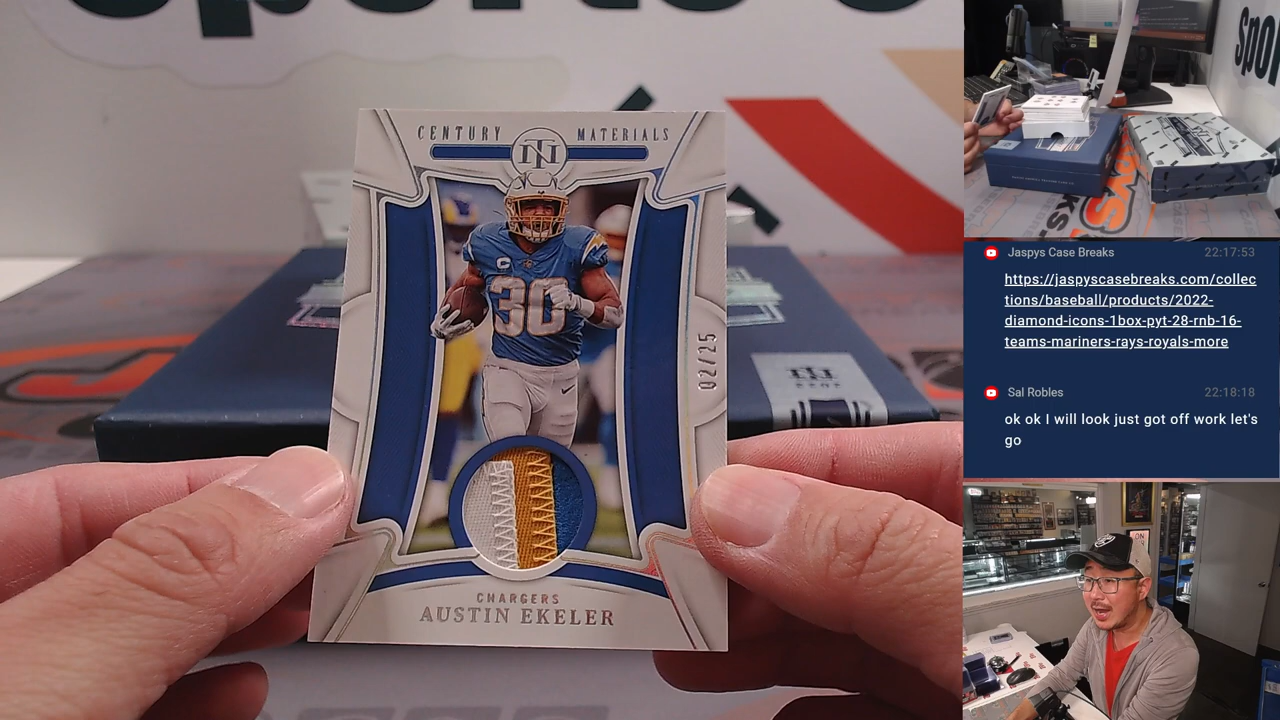 CENTURY MATERIALS
30
C
02/25
CHARGERS
AUSTIN EKELER
Jaspys Case Breaks 22:17:53
https://jaspyscasebreaks.com/collec
tions/baseball/products/2022-
diamond-icons-1box-pyt-28-rnb-16-
teams-mariners-rays-royals-more
Sal Robles 22:18:18
ok ok I will look just got off work let's
go